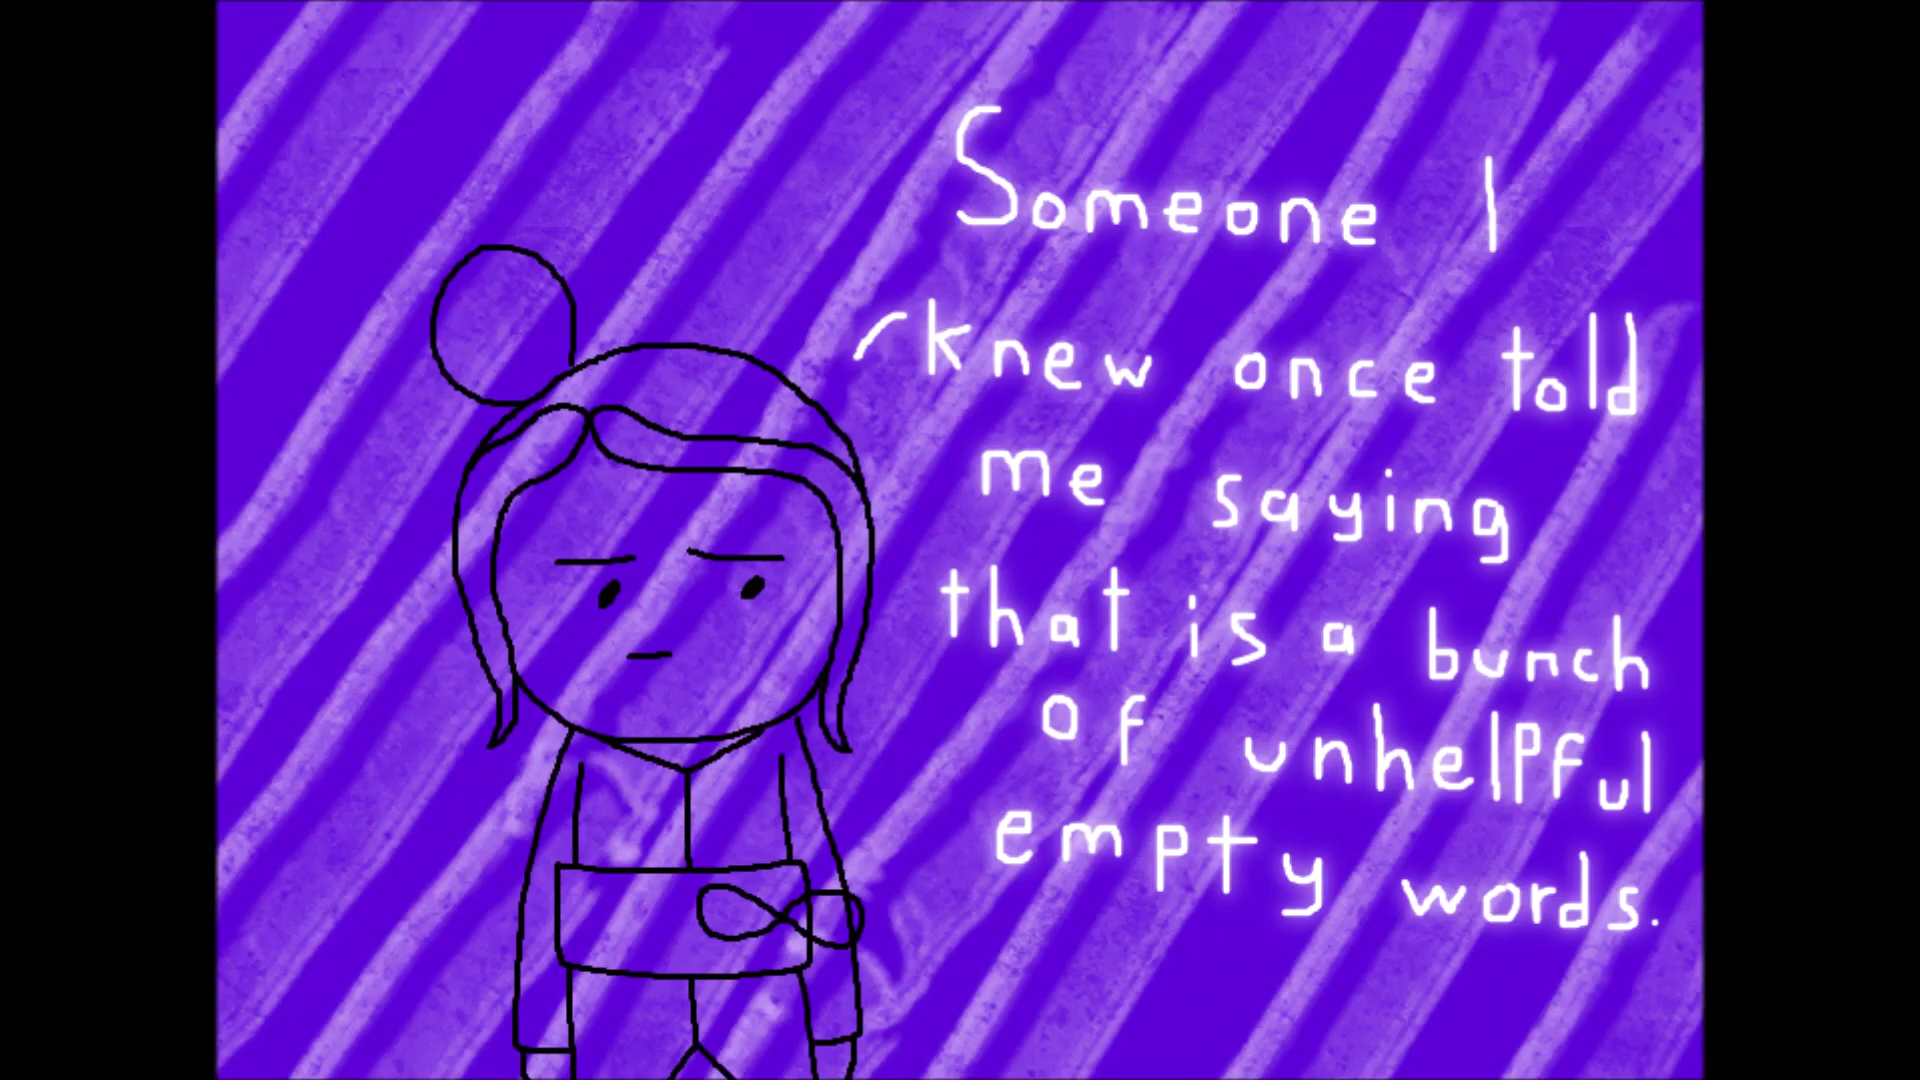 Someone I
knew once told
me saying
that is a bunch
of unhelpful
empty words.